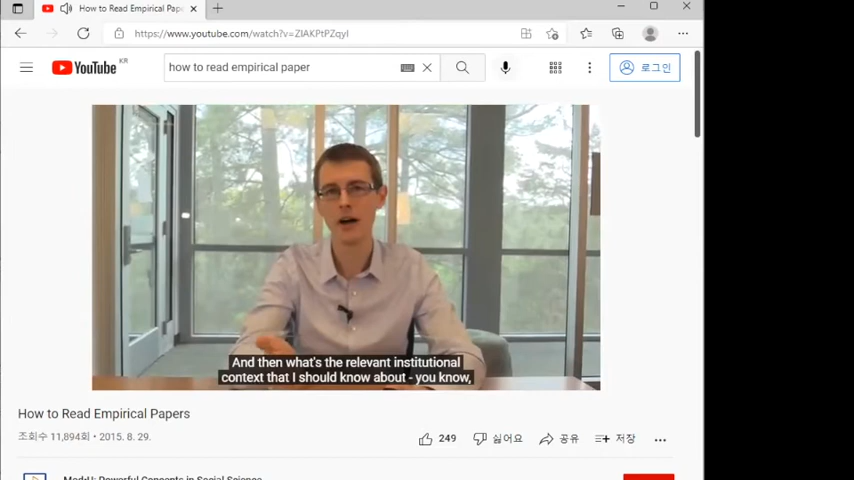 How to Read Empirical Pape
https://www.youtube.com/watch?v=ZIAKPtPZqyI
YouTube KR
how to read empirical paper
로그인
And then what's the relevant institutional
context that I should know about - you know,
How to Read Empirical Papers
조회수 11,894회 • 2015. 8. 29.
249
싫어요
공유
저장
ModrU: Powerful Concepts in Social Science